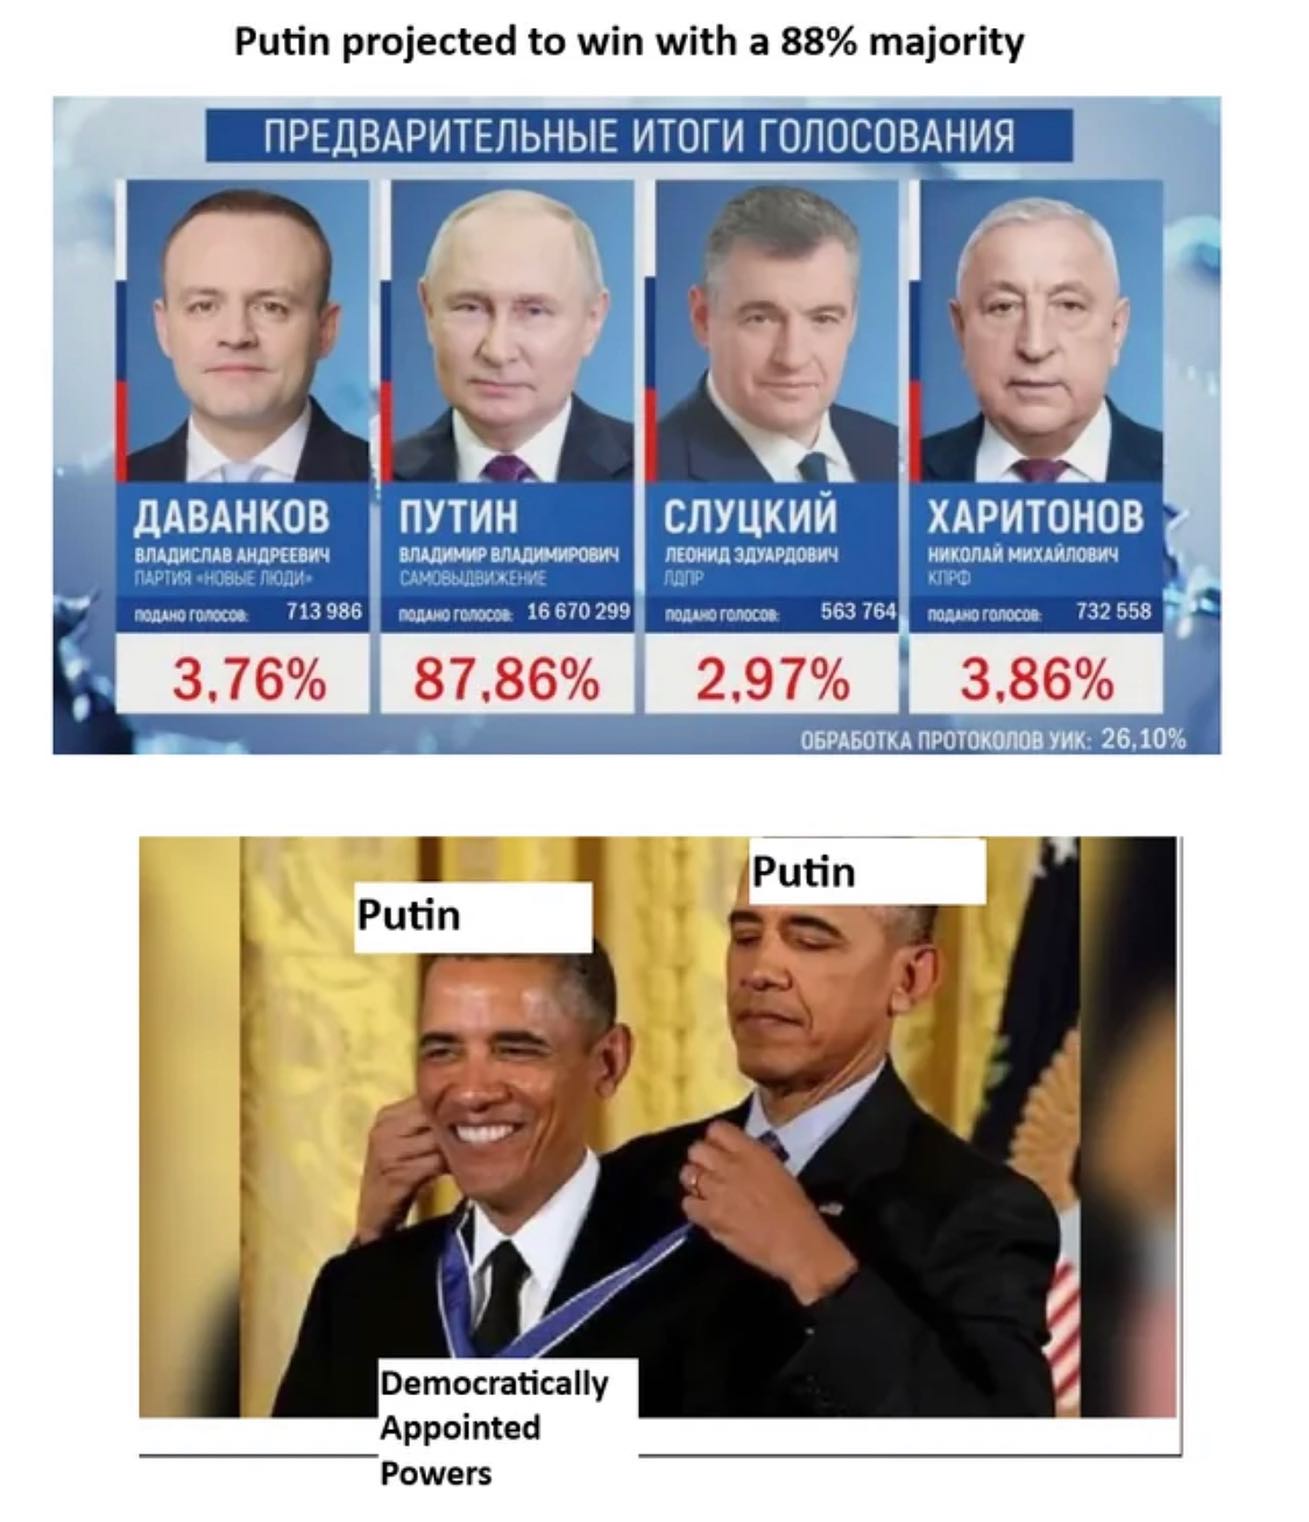 Putin projected to win with a 88% majority
ПРЕДВАРИТЕЛЬНЫЕ ИТОГИ ГОЛОСОВАНИЯ
ДАВАНКОВ
ВЛАДИСЛАВ АНДРЕЕВИЧ
ПАРТИЯ «НОВЫЕ ЛЮДИ»
ПОДАНО ГОЛОСОВ: 713 986
3,76%
ПУТИН
ВЛАДИМИР ВЛАДИМИРОВИЧ
САМОВЫДВИЖЕНИЕ
ПОДАНО ГОЛОСОВ: 16 670 299
87,86%
СЛУЦКИЙ
ЛЕОНИД ЭДУАРДОВИЧ
ЛДПР
ПОДАНО ГОЛОСОВ: 563 764
2,97%
ХАРИТОНОВ
НИКОЛАЙ МИХАЙЛОВИЧ
КПРФ
ПОДАНО ГОЛОСОВ: 732 558
3,86%
ОБРАБОТКА ПРОТОКОЛОВ УИК: 26,10%
Putin
Putin
Democratically
Appointed
Powers